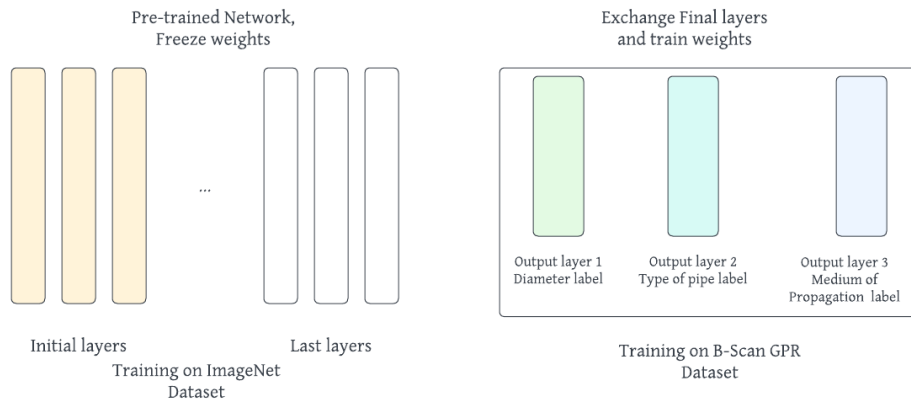 Pre-trained Network,
Freeze weights
...
Initial layers
Last layers
Training on ImageNet
Dataset
Exchange Final layers
and train weights
Output layer 1
Diameter label
Output layer 2
Type of pipe label
Output layer 3
Medium of
Propagation label
Training on B-Scan GPR
Dataset